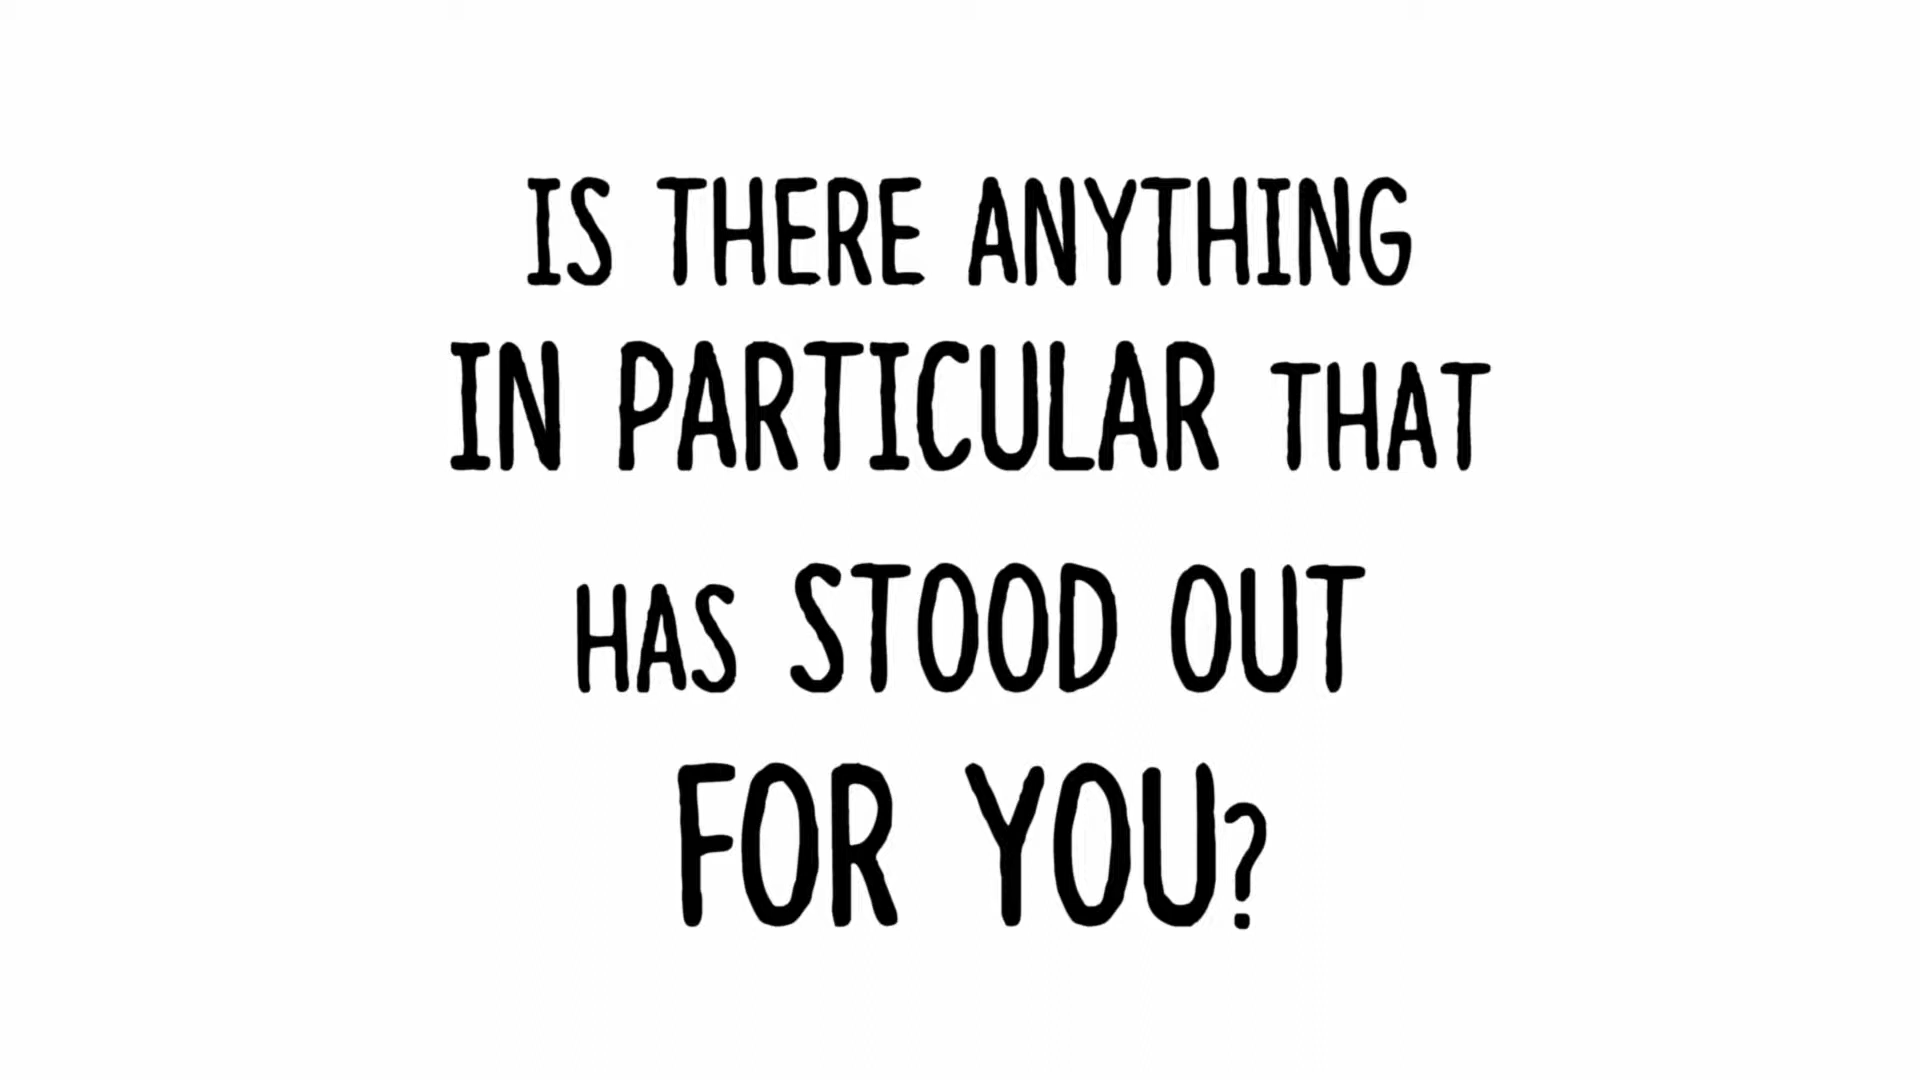 IS THERE ANYTHING
IN PARTICULAR THAT
HAS STOOD OUT
FOR YOU?